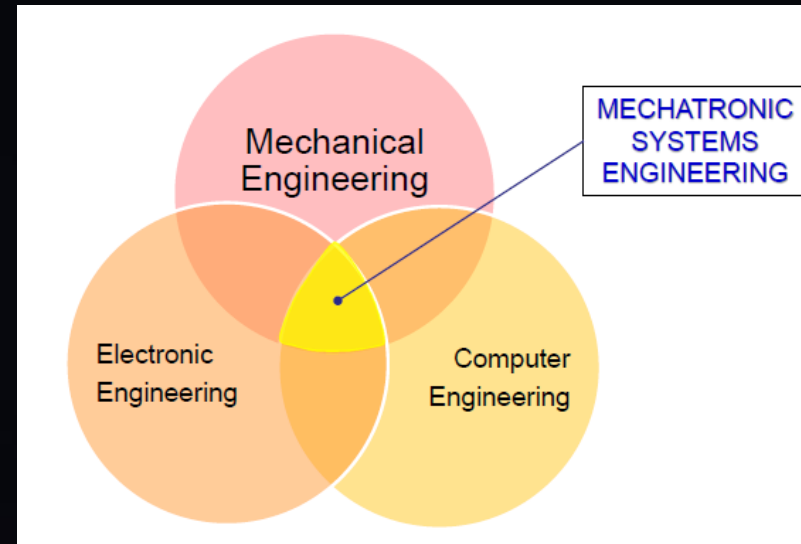 Mechanical
Engineering
MECHATRONIC
SYSTEMS
ENGINEERING
Electronic
Engineering
Computer
Engineering